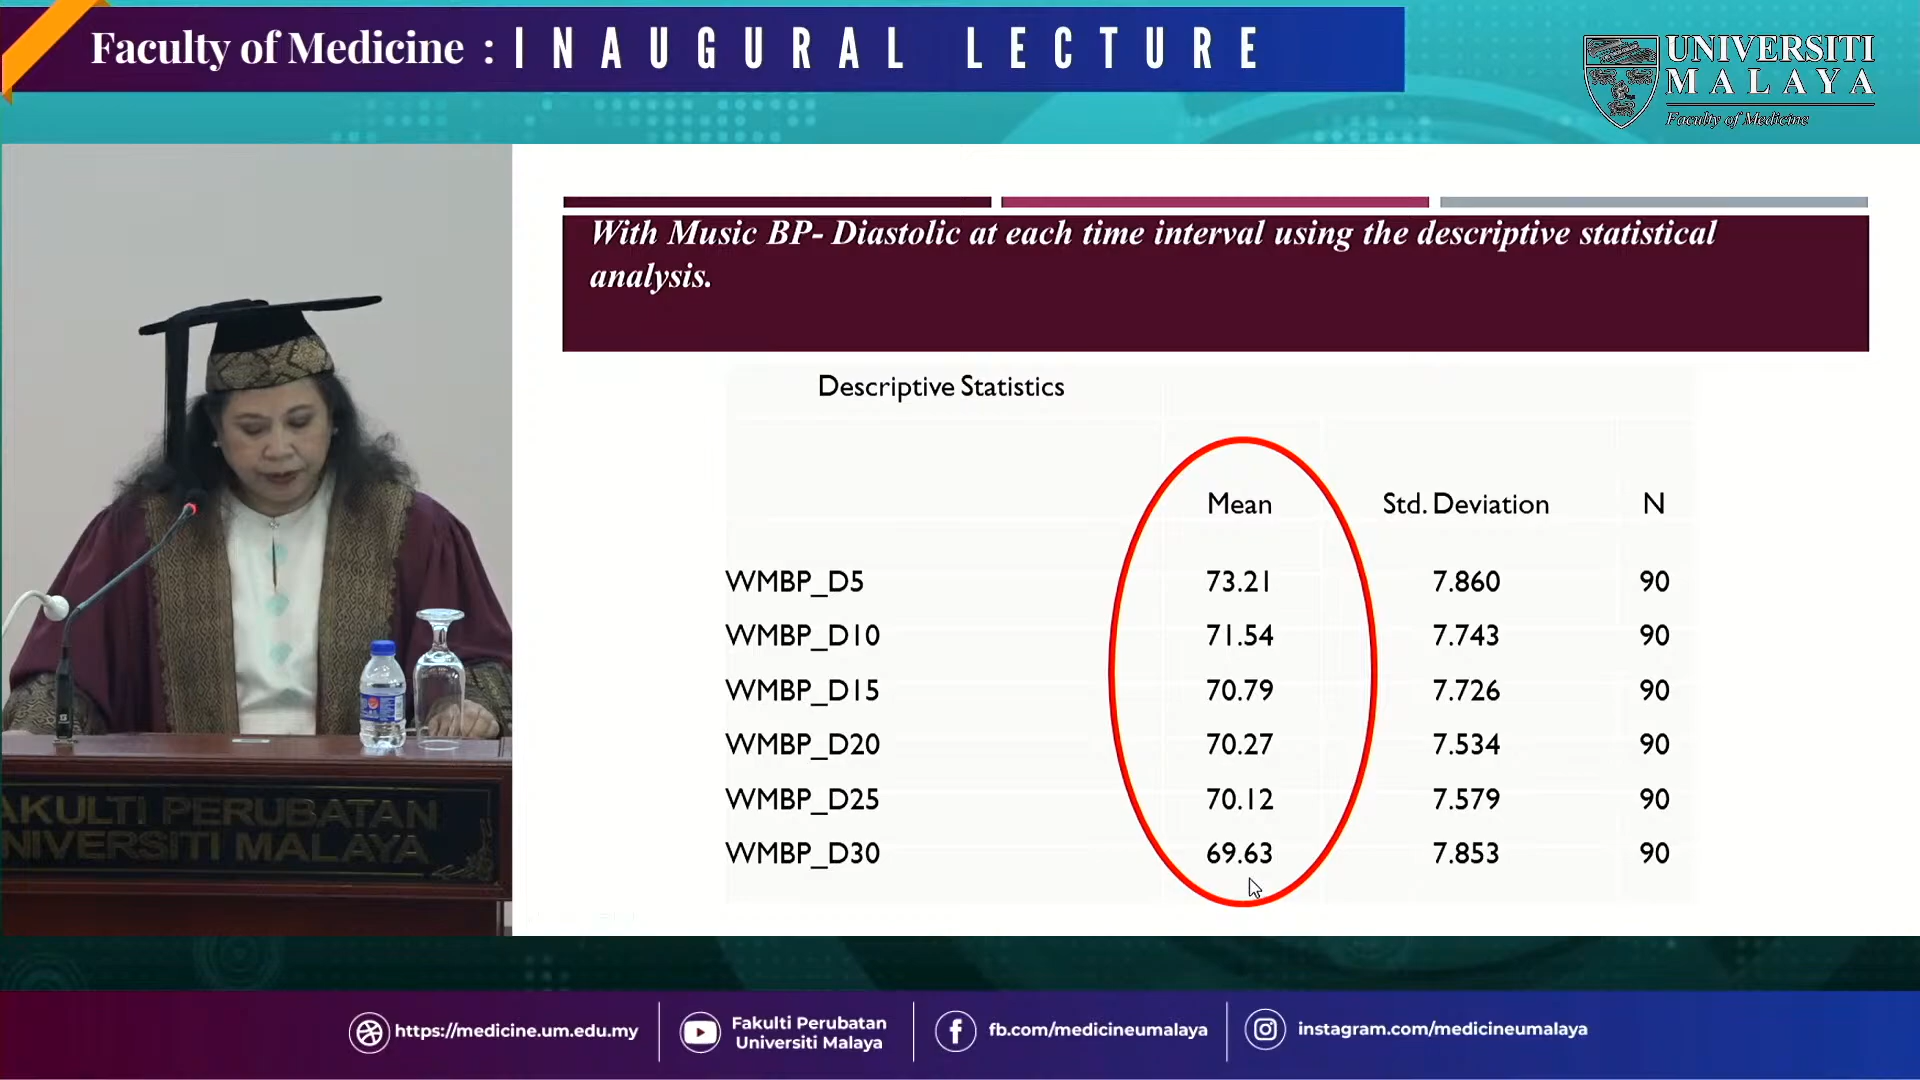 Faculty of Medicine : INAUGURAL LECTURE
UNIVERSITI
MALAYA
Faculty of Medicine
With Music BP- Diastolic at each time interval using the descriptive statistical
analysis.
Descriptive Statistics
Mean Std. Deviation N
WMBP_D5 73.21 7.860 90
WMBP_D10 71.54 7.743 90
WMBP_D15 70.79 7.726 90
WMBP_D20 70.27 7.534 90
WMBP_D25 70.12 7.579 90
WMBP_D30 69.63 7.853 90
AKULTI PERUBATAN
NIVERSITI MALAYA
https://medicine.um.edu.my
Fakulti Perubatan
Universiti Malaya
fb.com/medicineumalaya
instagram.com/medicineumalaya